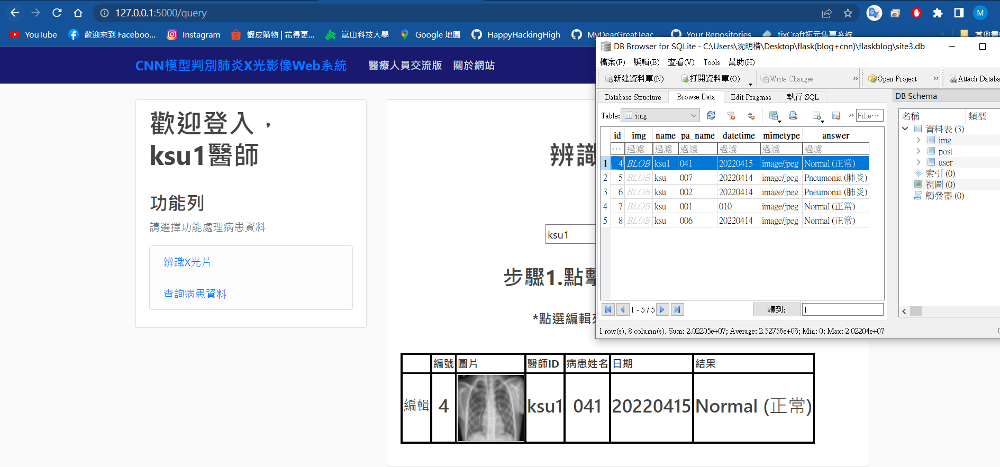 127.0.0.1:5000/query
M
YouTube 歡迎來到 Faceboo... Instagram 蝦皮購物 | 花得更... 崑山科技大學 Google 地圖 HappyHackingHigh MyDearGreatTeac... Your Repositories tixCraft拓元售票系統 » 其他書
CNN模型判別肺炎X光影像Web系統 醫療人員交流版 關於網站
歡迎登入，
ksu1醫師
功能列
請選擇功能處理病患資料
辨識X光片
查詢病患資料
辨識
ksu1
步驟1.點擊
*點選編輯
編號 圖片 醫師ID 病患姓名 日期 結果
編輯 4 ksu1 041 20220415 Normal (正常)
DB Browser for SQLite - C:\Users\沈明楷\Desktop\flask(blog+cnn)\flaskblog\site3.db
檔案(F) 編輯(E) 查看(V) Tools 幫助(H)
新建資料庫(N) 打開資料庫(O) Write Changes » Open Project » Attach Databa
Database Structure Browse Data Edit Pragmas 執行 SQL
Table: img » Filte...
id img name pa_name datetime mimetype answer
... 過濾 過濾 過濾 過濾 過濾 過濾
1 4 BLOB ksu1 041 20220415 image/jpeg Normal (正常)
2 5 BLOB ksu 007 20220414 image/jpeg Pneumonia (肺炎)
3 6 BLOB ksu 002 20220414 image/jpeg Pneumonia (肺炎)
4 7 BLOB ksu 001 010 image/jpeg Normal (正常)
5 8 BLOB ksu 006 20220414 image/jpeg Normal (正常)
1 - 5 / 5 轉到: 1
1 row(s), 8 column(s). Sum: 2.02205e+07; Average: 2.52756e+06; Min: 0; Max: 2.02204e+07
DB Schema
名稱 類型
資料表 (3)
img
post
user
索引 (0)
視圖 (0)
觸發器 (0)